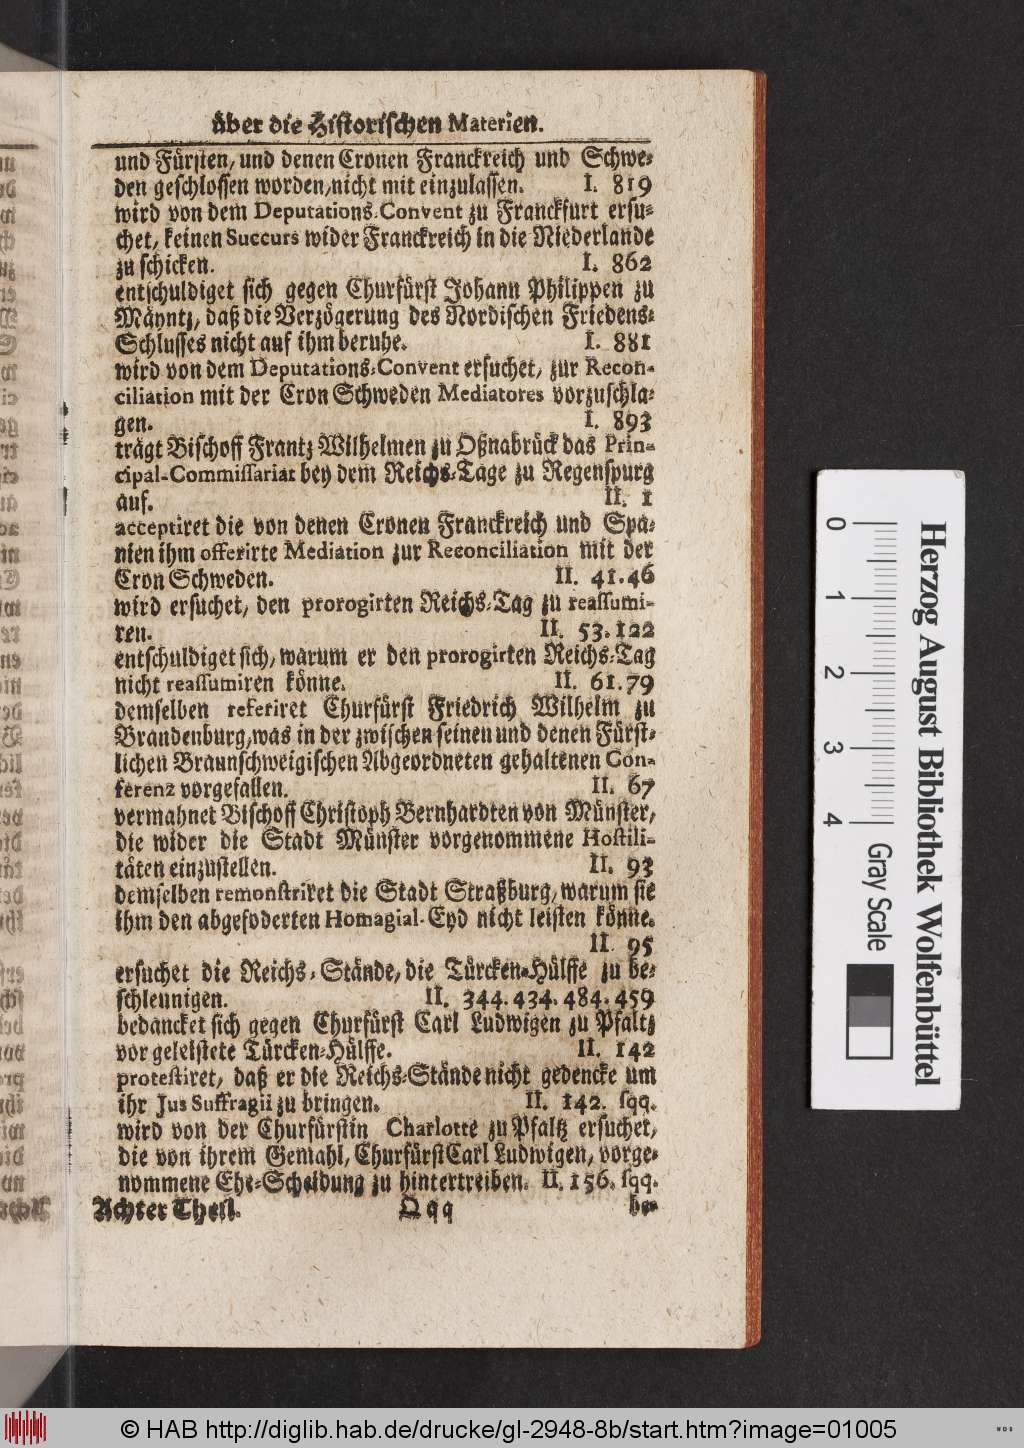 über die Historischen Materien.
und Fürsten, und denen Cronen Franckreich und Schwe-
den geschlossen worden, nicht mit einzulassen. I. 819
wird von dem Deputations-Convent zu Franckfurt ersu-
chet, keinen Succurs wider Franckreich in die Niederlande
zu schicken. I. 862
entschuldiget sich gegen Churfürst Johann Philippen zu
Mäyntz, daß die Verzögerung des Nordischen Friedens-
Schlusses nicht auf ihm beruhe. I. 881
wird von dem Deputations-Convent ersuchet, zur Recon-
ciliation mit der Cron Schweden Mediatores vorzuschla-
gen. I. 893
trägt Bischoff Frantz Wilhelmen zu Oßnabrück das Prin-
cipal-Commissariat bey dem Reichs-Tage zu Regenspurg
auf. II. 1
acceptiret die von denen Cronen Franckreich und Spa-
nien ihm offerirte Mediation zur Reconciliation mit der
Cron Schweden. II. 41.46
wird ersuchet, den prorogirten Reichs-Tag zu reassumi-
ren. II. 53.122
entschuldiget sich, warum er den prorogirten Reichs-Tag
nicht reassumiren könne. II. 61.79
demselben referiret Churfürst Friedrich Wilhelm zu
Brandenburg, was in der zwischen seinen und denen Fürst-
lichen Braunschweigischen Abgeordneten gehaltenen Con-
ferenz vorgefallen. II. 67
vermahnet Bischoff Christoph Bernhardten von Münster,
die wider die Stadt Münster vorgenommene Hostili-
täten einzustellen. II. 93
demselben remonstriret die Stadt Straßburg, warum sie
ihm den abgefoderten Homagial-Eyd nicht leisten könne.
II. 95
ersuchet die Reichs-Stände, die Türcken-Hülffe zu be-
schleunigen. II. 344.434.484.459
bedancket sich gegen Churfürst Carl Ludwigen zu Pfaltz
vor geleistete Türcken-Hülffe. II. 142
protestiret, daß er die Reichs-Stände nicht gedencke um
ihr Jus Suffragii zu bringen. II. 142. sqq.
wird von der Churfürstin Charlotte zu Pfaltz ersuchet,
die von ihrem Gemahl, Churfürst Carl Ludwigen, vorge-
nommene Ehe-Scheidung zu hintertreiben. II. 156. sqq.
Achter Theil. Qqq be-
0 1 2 3 4
Gray Scale
Herzog August Bibliothek Wolfenbüttel
© HAB http://diglib.hab.de/drucke/gl-2948-8b/start.htm?image=01005